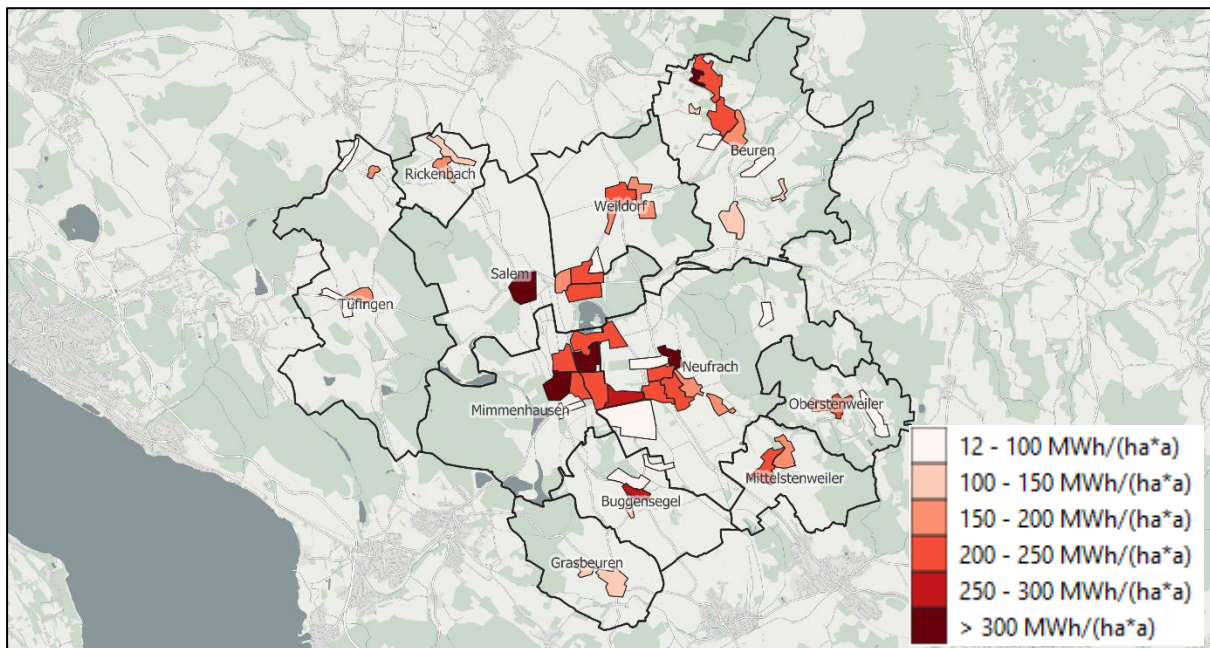 Beuren
Rickenbach
Weildorf
Salem
Tüfingen
Neufrach
Mimmenhausen
Oberstenweiler
Mittelstenweiler
Buggensegel
Grasbeuren
12 - 100 MWh/(ha*a)
100 - 150 MWh/(ha*a)
150 - 200 MWh/(ha*a)
200 - 250 MWh/(ha*a)
250 - 300 MWh/(ha*a)
> 300 MWh/(ha*a)